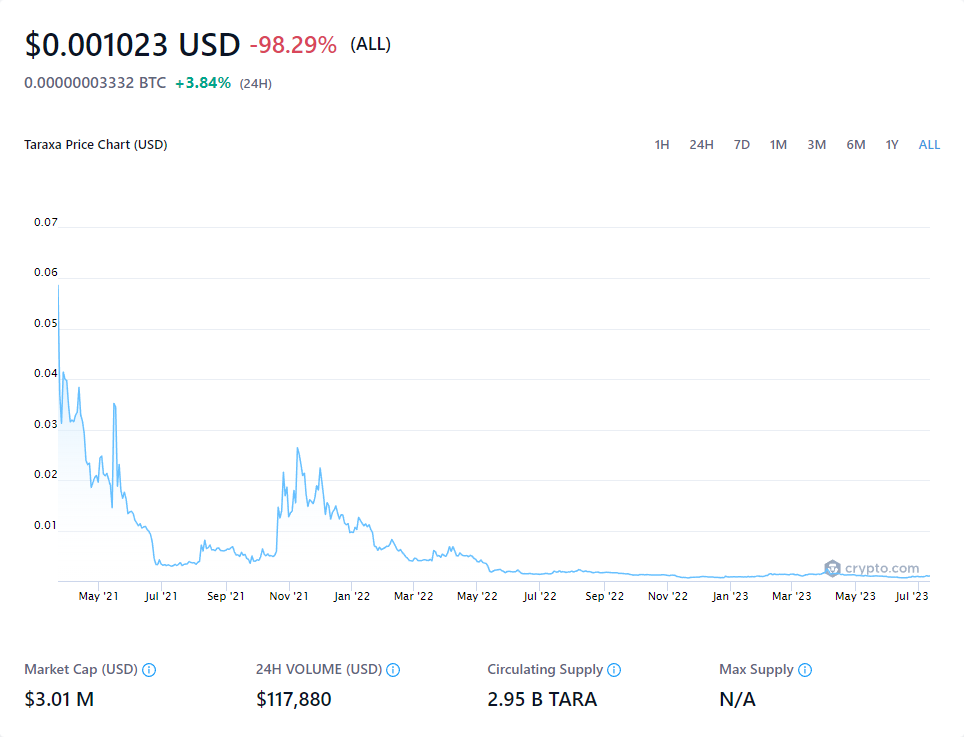 $0.001023 USD -98.29% (ALL)
0.00000003332 BTC +3.84% (24H)
Taraxa Price Chart (USD) 1H 24H 7D 1M 3M 6M 1Y ALL
0.07
0.06
0.05
0.04
0.03
0.02
0.01
crypto.com
May '21 Jul '21 Sep '21 Nov '21 Jan '22 Mar '22 May '22 Jul '22 Sep '22 Nov '22 Jan '23 Mar '23 May '23 Jul '23
Market Cap (USD) 24H VOLUME (USD) Circulating Supply Max Supply
$3.01 M $117,880 2.95 B TARA N/A